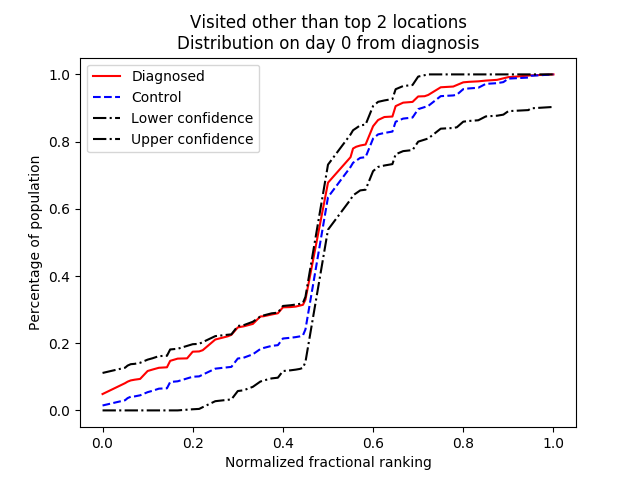 Visited other than top 2 locations
Distribution on day 0 from diagnosis
Diagnosed
Control
Lower confidence
Upper confidence
Percentage of population
1.0
0.8
0.6
0.4
0.2
0.0
0.0 0.2 0.4 0.6 0.8 1.0
Normalized fractional ranking